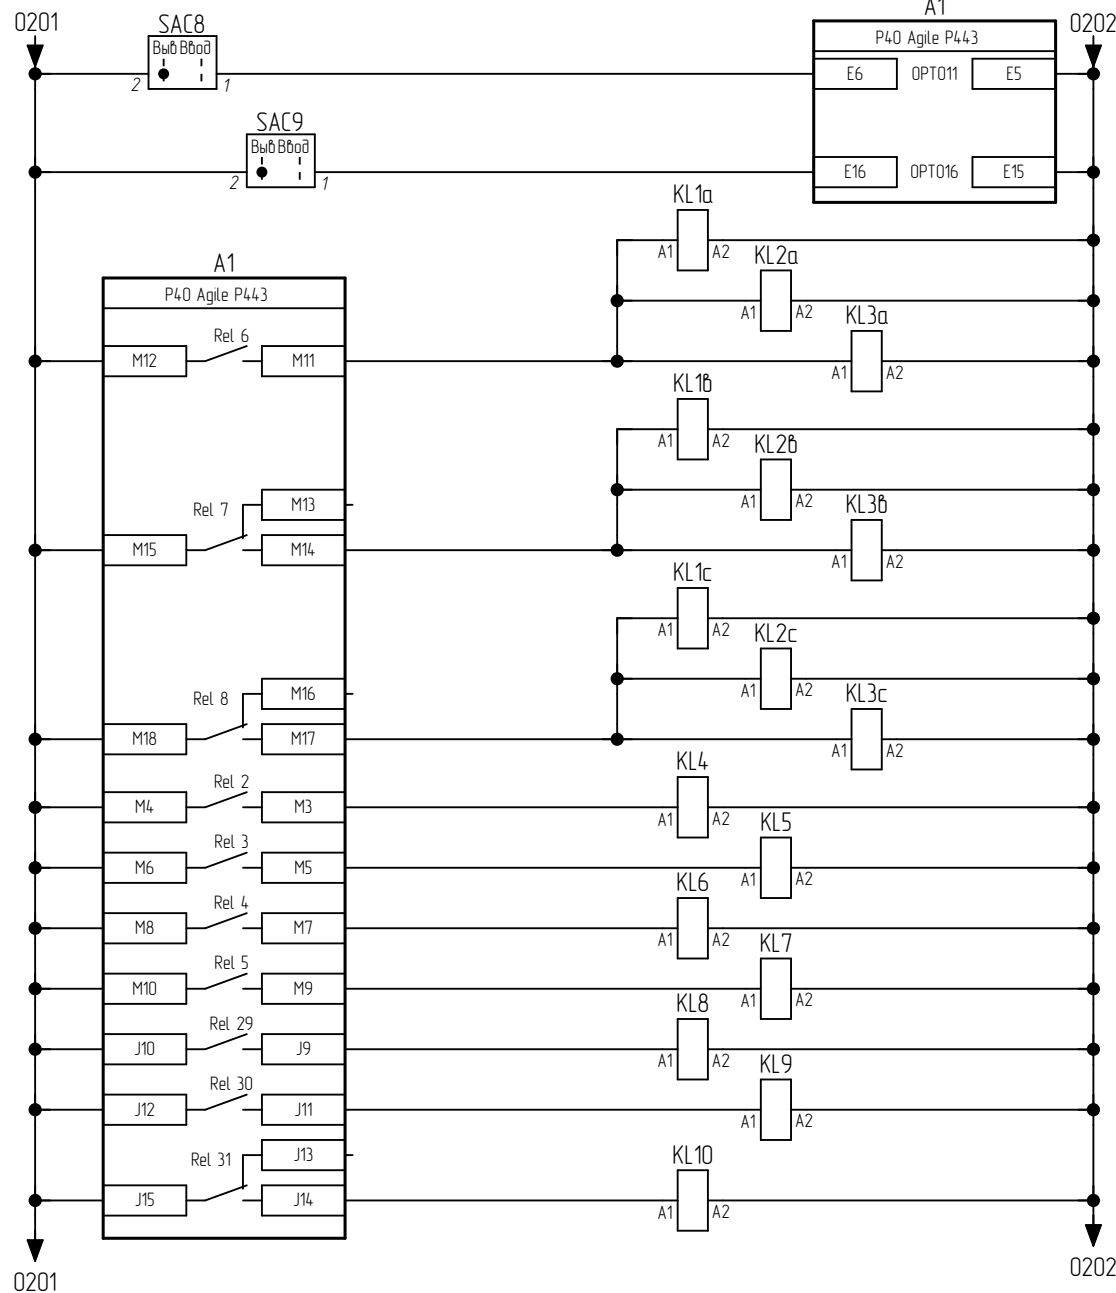 0201
SAC8
Выв Ввод
2
1
A1
P40 Agile P443
E6 OPTO11 E5
0202
SAC9
Выв Ввод
2
1
E16 OPTO16 E15
KL1a
A1 A2
KL2a
A1 A2
KL3a
A1 A2
A1
P40 Agile P443
Rel 6
M12 M11
KL1в
A1 A2
KL2в
A1 A2
KL3в
A1 A2
Rel 7
M13
M15 M14
KL1c
A1 A2
KL2c
A1 A2
KL3c
A1 A2
Rel 8
M16
M18 M17
Rel 2
M4 M3
KL4
A1 A2
Rel 3
M6 M5
KL5
A1 A2
Rel 4
M8 M7
KL6
A1 A2
Rel 5
M10 M9
KL7
A1 A2
Rel 29
J10 J9
KL8
A1 A2
Rel 30
J12 J11
KL9
A1 A2
Rel 31
J13
J15 J14
KL10
A1 A2
0201
0202